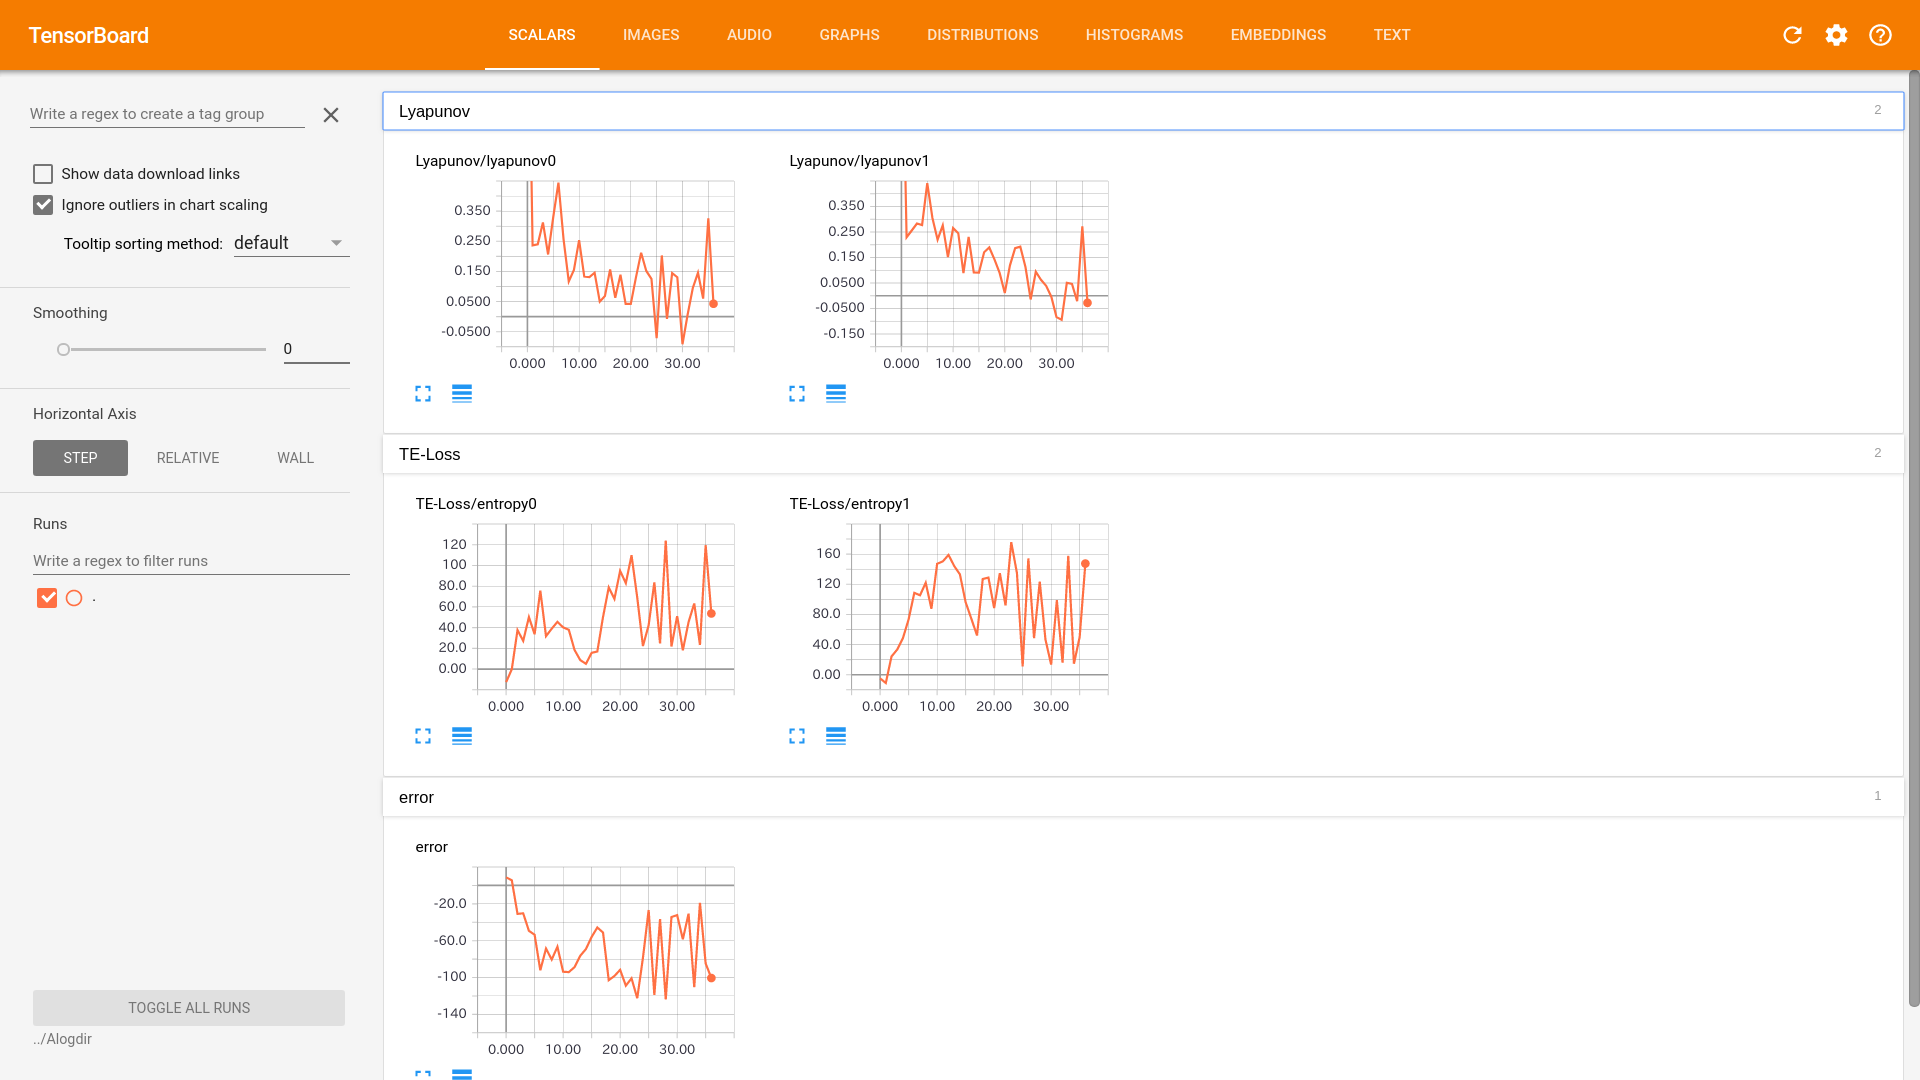 TensorBoard
SCALARS IMAGES AUDIO GRAPHS DISTRIBUTIONS HISTOGRAMS EMBEDDINGS TEXT
Write a regex to create a tag group
Show data download links
Ignore outliers in chart scaling
Tooltip sorting method: default
Smoothing
0
Horizontal Axis
STEP RELATIVE WALL
Runs
Write a regex to filter runs
.
TOGGLE ALL RUNS
../Alogdir
Lyapunov 2
Lyapunov/lyapunov0
0.350
0.250
0.150
0.0500
-0.0500
0.000 10.00 20.00 30.00
Lyapunov/lyapunov1
0.350
0.250
0.150
0.0500
-0.0500
-0.150
0.000 10.00 20.00 30.00
TE-Loss 2
TE-Loss/entropy0
120
100
80.0
60.0
40.0
20.0
0.00
0.000 10.00 20.00 30.00
TE-Loss/entropy1
160
120
80.0
40.0
0.00
0.000 10.00 20.00 30.00
error 1
error
-20.0
-60.0
-100
-140
0.000 10.00 20.00 30.00